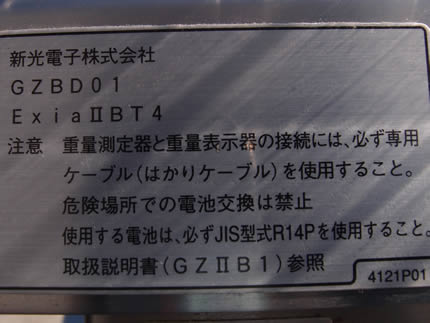 新光電子株式会社
GZBD01
ExiaⅡBT4
注意 重量測定器と重量表示器の接続には、必ず専用
ケーブル(はかりケーブル)を使用すること。
危険場所での電池交換は禁止
使用する電池は、必ずJIS型式R14Pを使用すること。
取扱説明書(GZⅡB1)参照
4121P01